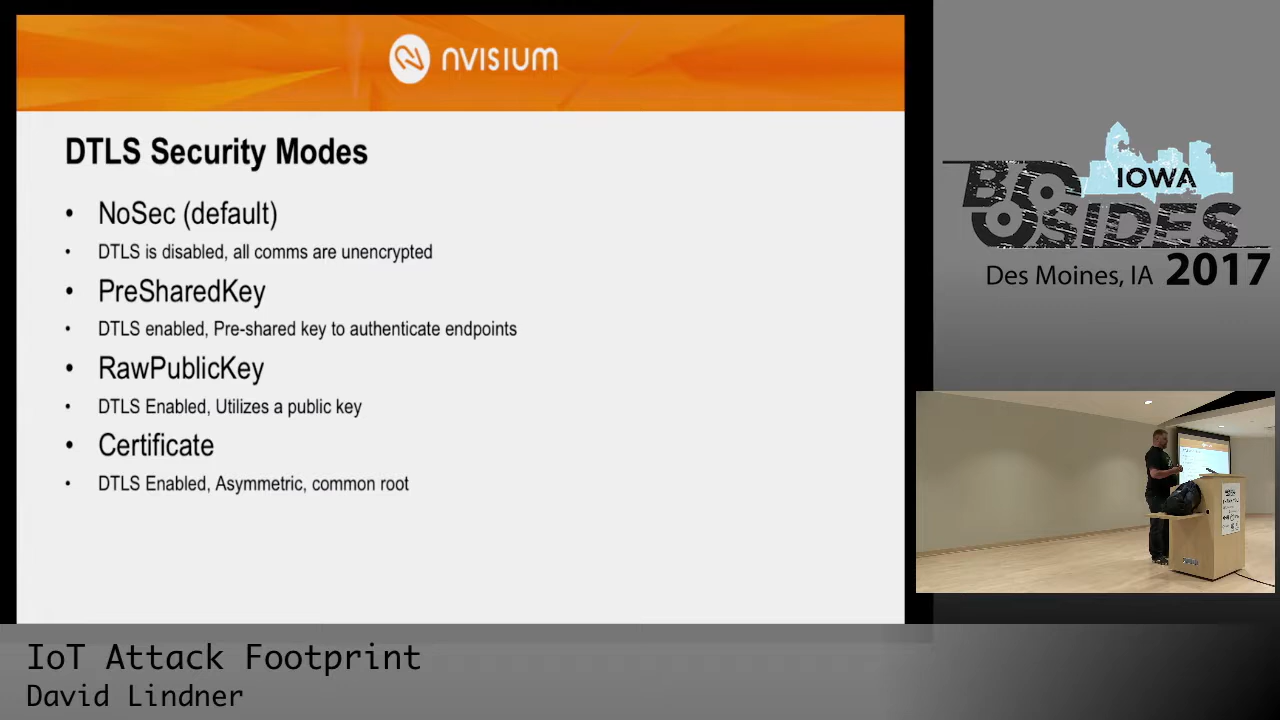 nvisium
DTLS Security Modes
• NoSec (default)
• DTLS is disabled, all comms are unencrypted
• PreSharedKey
• DTLS enabled, Pre-shared key to authenticate endpoints
• RawPublicKey
• DTLS Enabled, Utilizes a public key
• Certificate
• DTLS Enabled, Asymmetric, common root
IOWA
BSIDES
Des Moines, IA 2017
IoT Attack Footprint
David Lindner